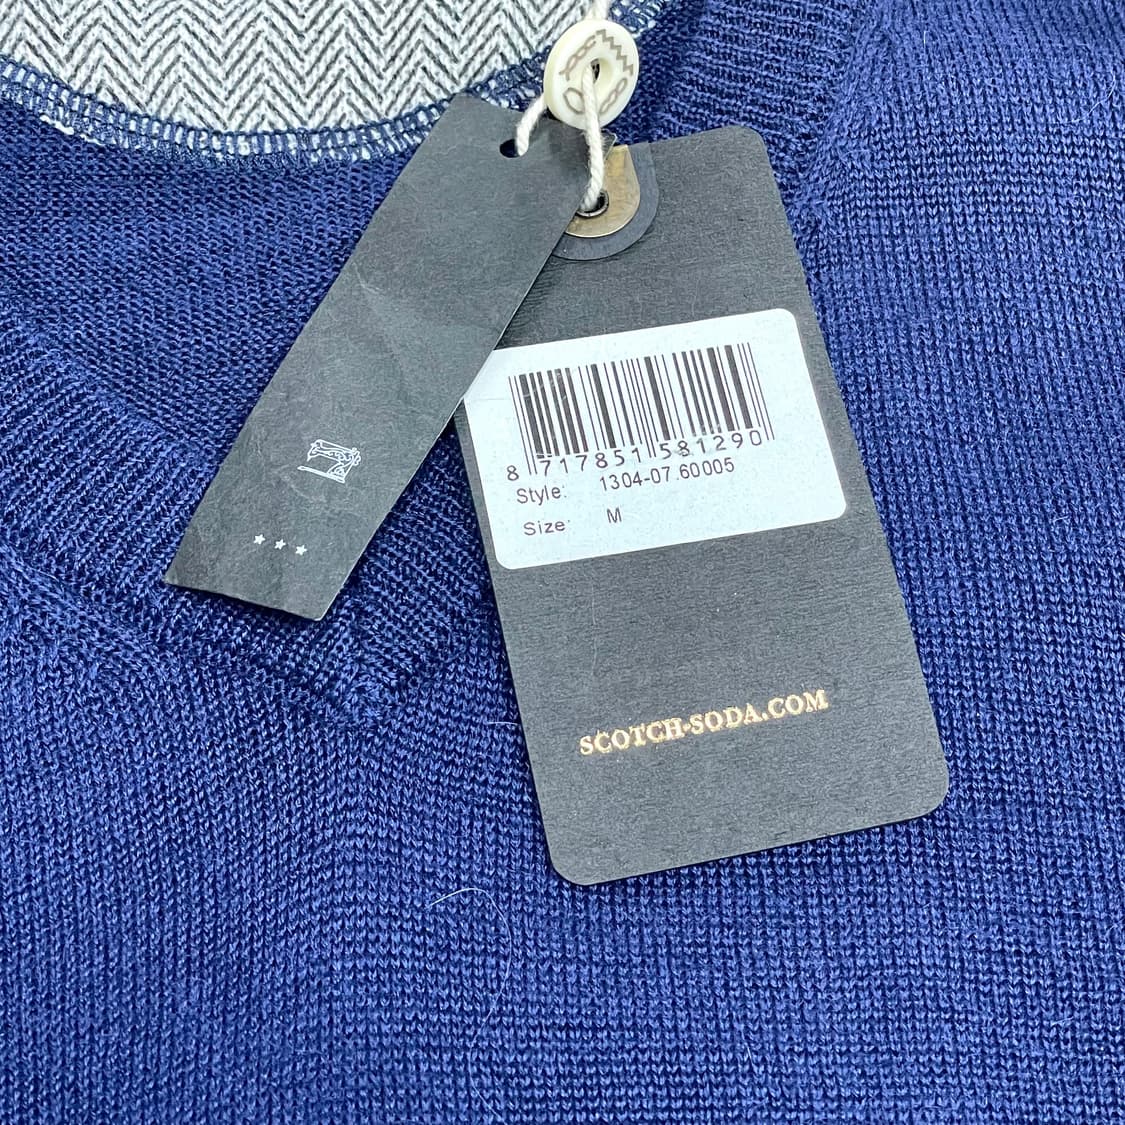 8 717851 581290
Style: 1304-07.60005
Size: M
SCOTCH-SODA.COM